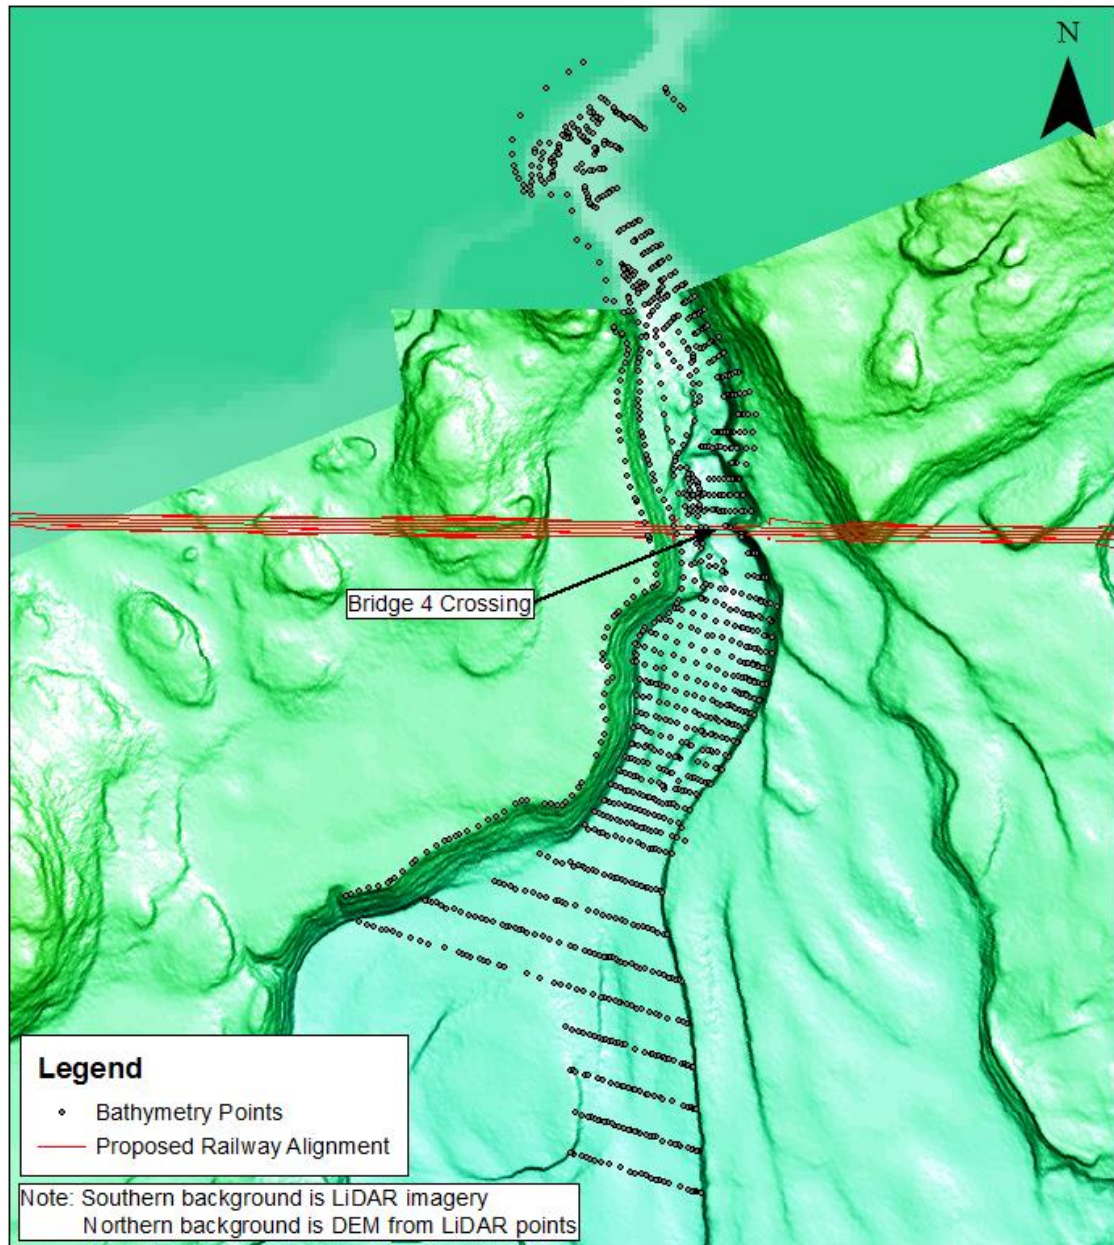 N
Bridge 4 Crossing
Legend
Bathymetry Points
Proposed Railway Alignment
Note: Southern background is LiDAR imagery
Northern background is DEM from LiDAR points